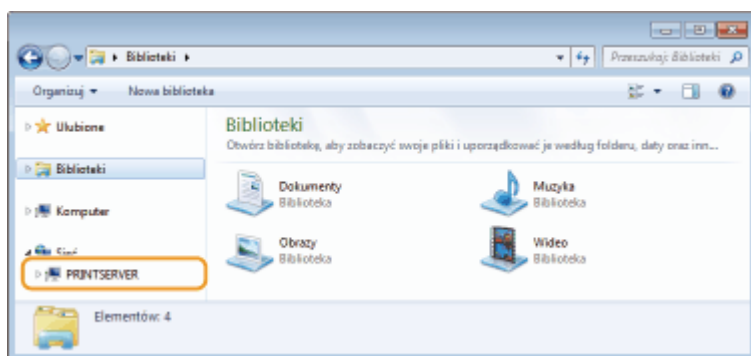 Biblioteki
Przeszukaj: Biblioteki
Organizuj
Nowa biblioteka
Ulubione
Biblioteki
Otwórz bibliotekę, aby zobaczyć swoje pliki i uporządkować je według folderu, daty oraz inn...
Biblioteki
Dokumenty
Biblioteka
Muzyka
Biblioteka
Komputer
Obrazy
Biblioteka
Wideo
Biblioteka
Sieć
PRINTSERVER
Elementów: 4